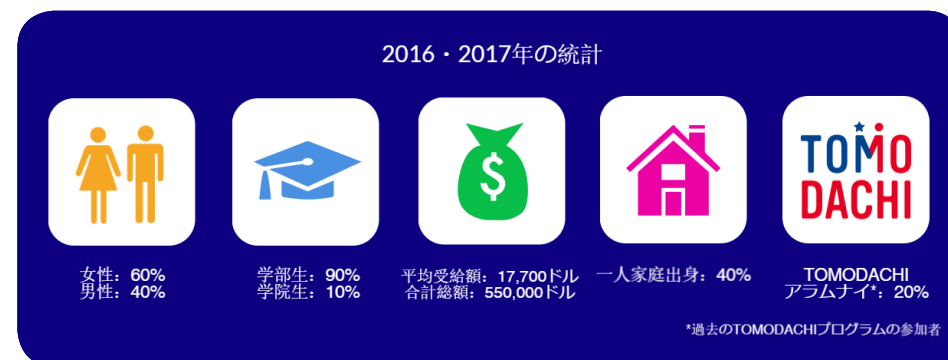 2016・2017年の統計
$
TOMO
DACHI
女性：60%
男性：40%
学部生：90%
学院生：10%
平均受給額：17,700ドル
合計総額：550,000ドル
一人家庭出身：40%
TOMODACHI
アラムナイ*：20%
*過去のTOMODACHIプログラムの参加者